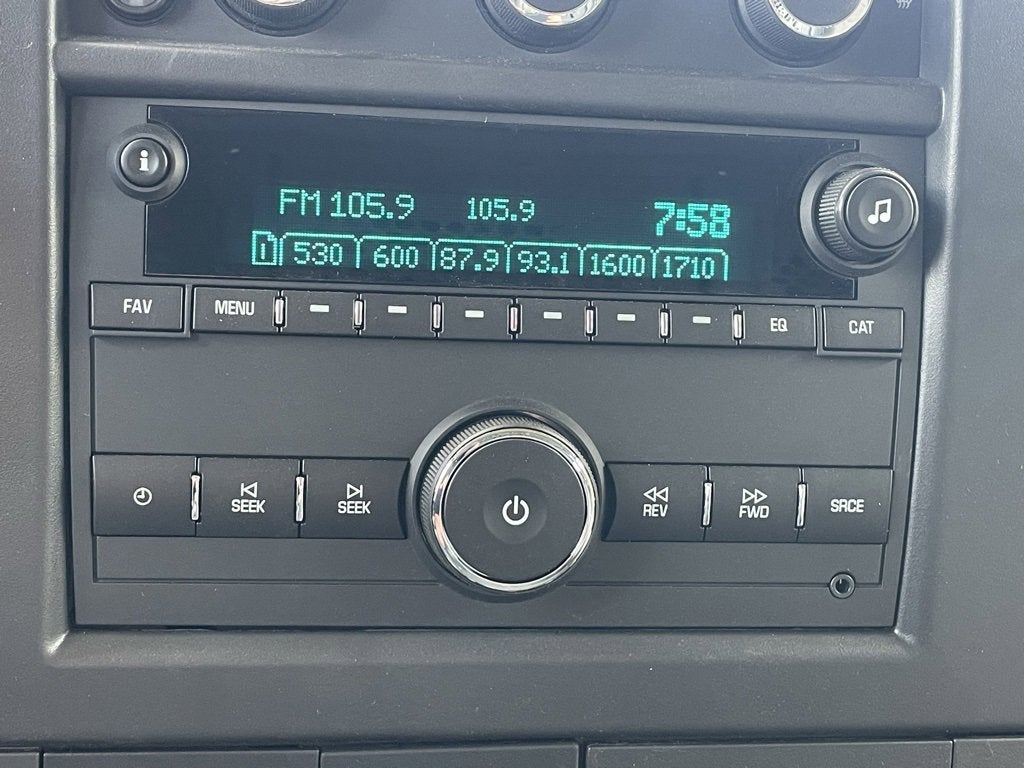 i
FM 105.9 105.9 7:58
1 530 600 87.9 93.1 1600 1710
FAV MENU EQ CAT
SEEK SEEK REV FWD SRCE